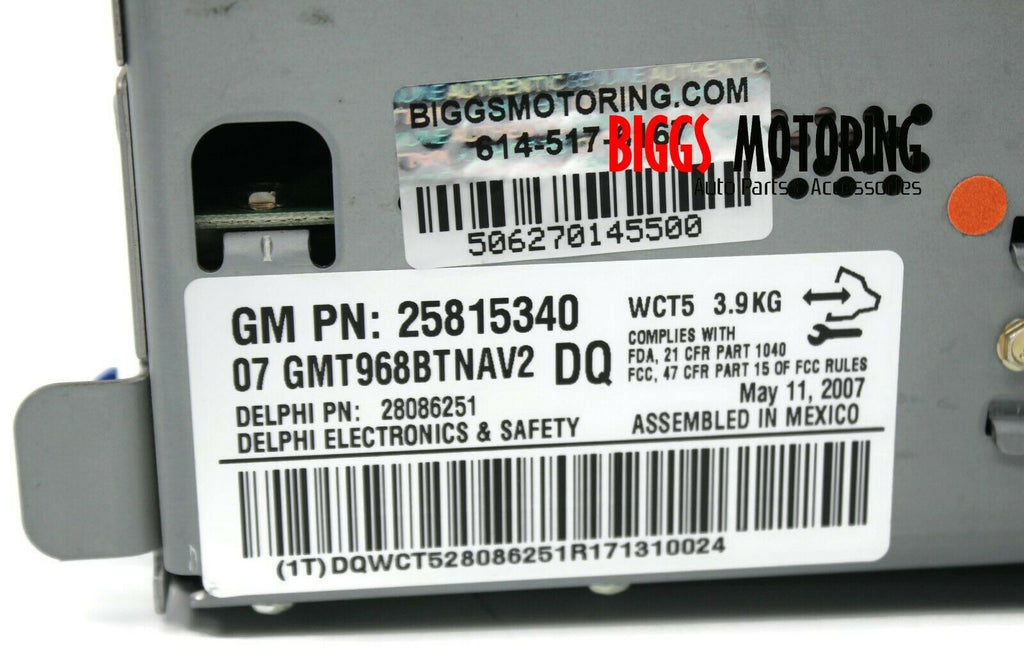 BIGGSMOTORING.COM
614-517-
BIGGS MOTORING
Auto Parts & Accessories
506270145500
GM PN: 25815340
07 GMT968BTNAV2 DQ
DELPHI PN: 28086251
DELPHI ELECTRONICS & SAFETY
WCT5 3.9KG
COMPLIES WITH
FDA, 21 CFR PART 1040
FCC, 47 CFR PART 15 OF FCC RULES
May 11, 2007
ASSEMBLED IN MEXICO
(1T) DQWCT528086251R171310024